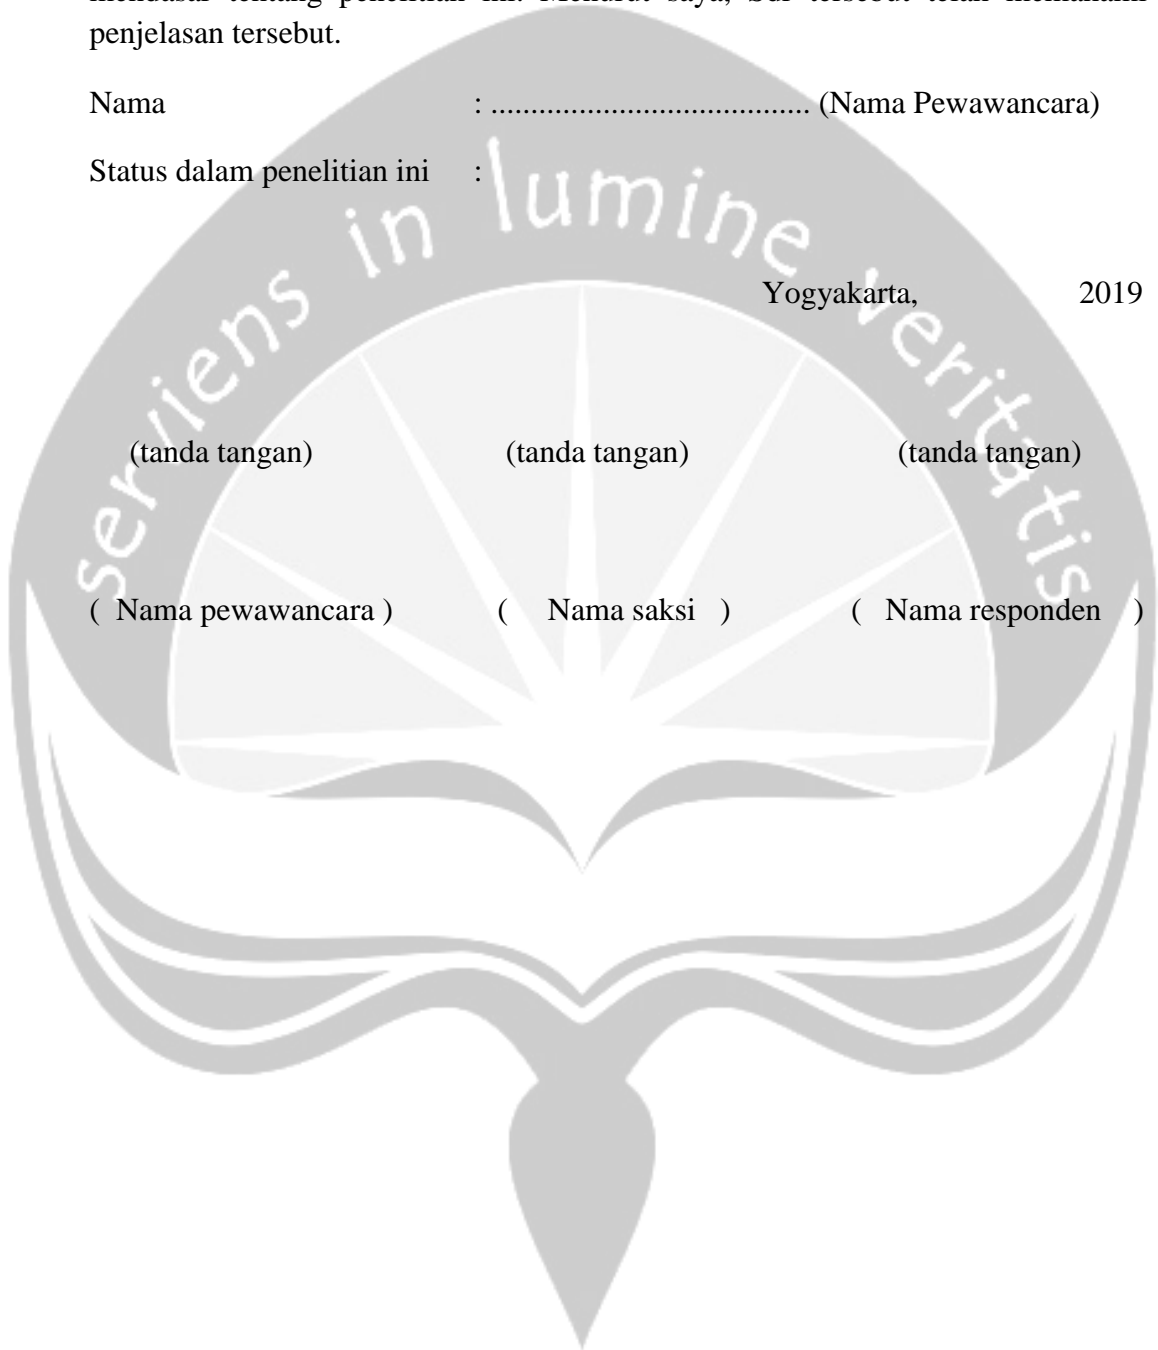 mendasar tentang penelitian ini. Menurut saya, Sdr tersebut telah memahami
penjelasan tersebut.
Nama : ........................................ (Nama Pewawancara)
Status dalam penelitian ini :
serviens in lumine veritatis
Yogyakarta, 2019
(tanda tangan) (tanda tangan) (tanda tangan)
( Nama pewawancara ) ( Nama saksi ) ( Nama responden )